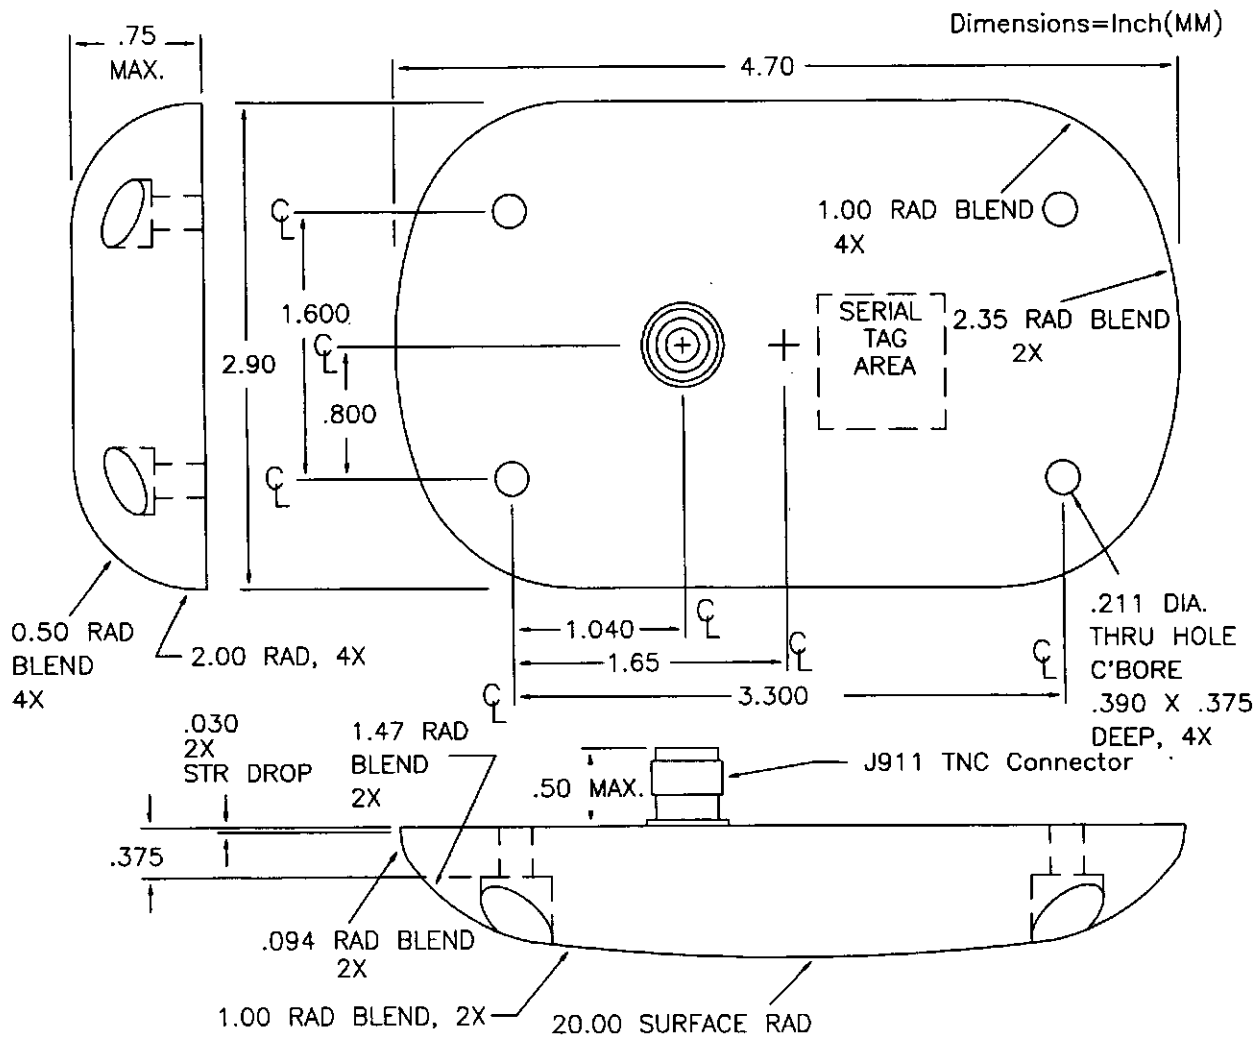 Dimensions=Inch(MM)
.75
MAX.
4.70
1.00 RAD BLEND
4X
C
L
1.600
C
L
2.90
.800
C
L
SERIAL
TAG
AREA
2.35 RAD BLEND
2X
0.50 RAD
BLEND
4X
2.00 RAD, 4X
1.040
C
L
1.65
C
L
3.300
C
L
C
L
.211 DIA.
THRU HOLE
C'BORE
.390 X .375
DEEP, 4X
.030
2X
STR DROP
1.47 RAD
BLEND
2X
.50 MAX.
J911 TNC Connector
.375
.094 RAD BLEND
2X
1.00 RAD BLEND, 2X
20.00 SURFACE RAD